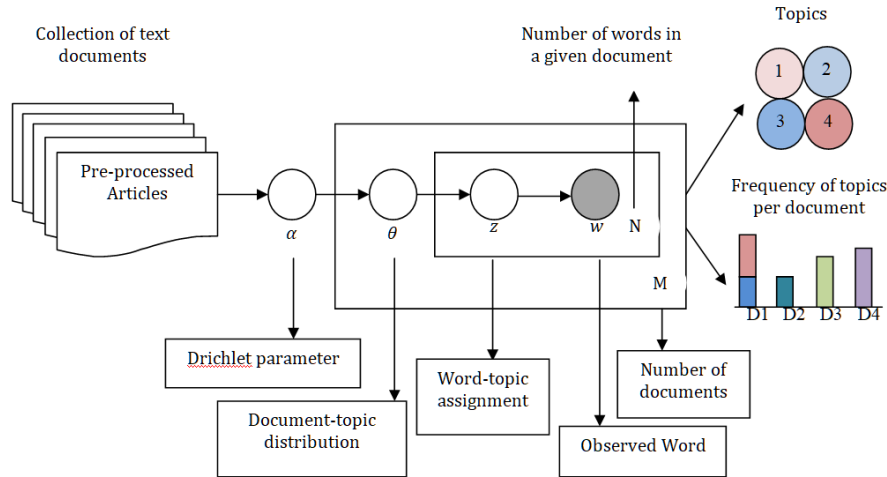 Collection of text
documents
Number of words in
a given document
Topics
1
2
3
4
Pre-processed
Articles
α
θ
z
w
N
M
Frequency of topics
per document
D1
D2
D3
D4
Drichlet parameter
Document-topic
distribution
Word-topic
assignment
Number of
documents
Observed Word